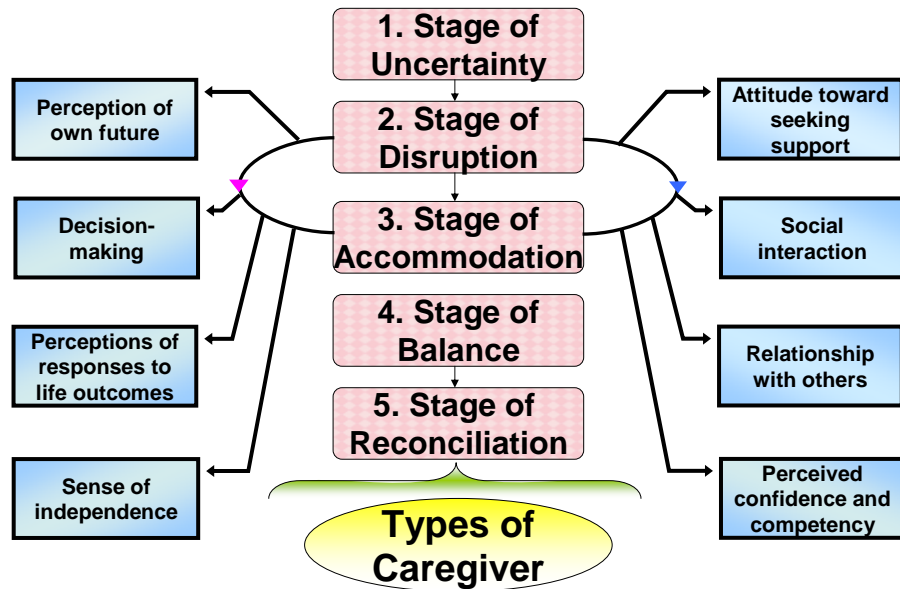 1. Stage of
Uncertainty
Perception of
own future
2. Stage of
Disruption
Attitude toward
seeking
support
Decision-
making
3. Stage of
Accommodation
Social
interaction
Perceptions of
responses to
life outcomes
4. Stage of
Balance
Relationship
with others
5. Stage of
Reconciliation
Sense of
independence
Perceived
confidence and
competency
Types of
Caregiver